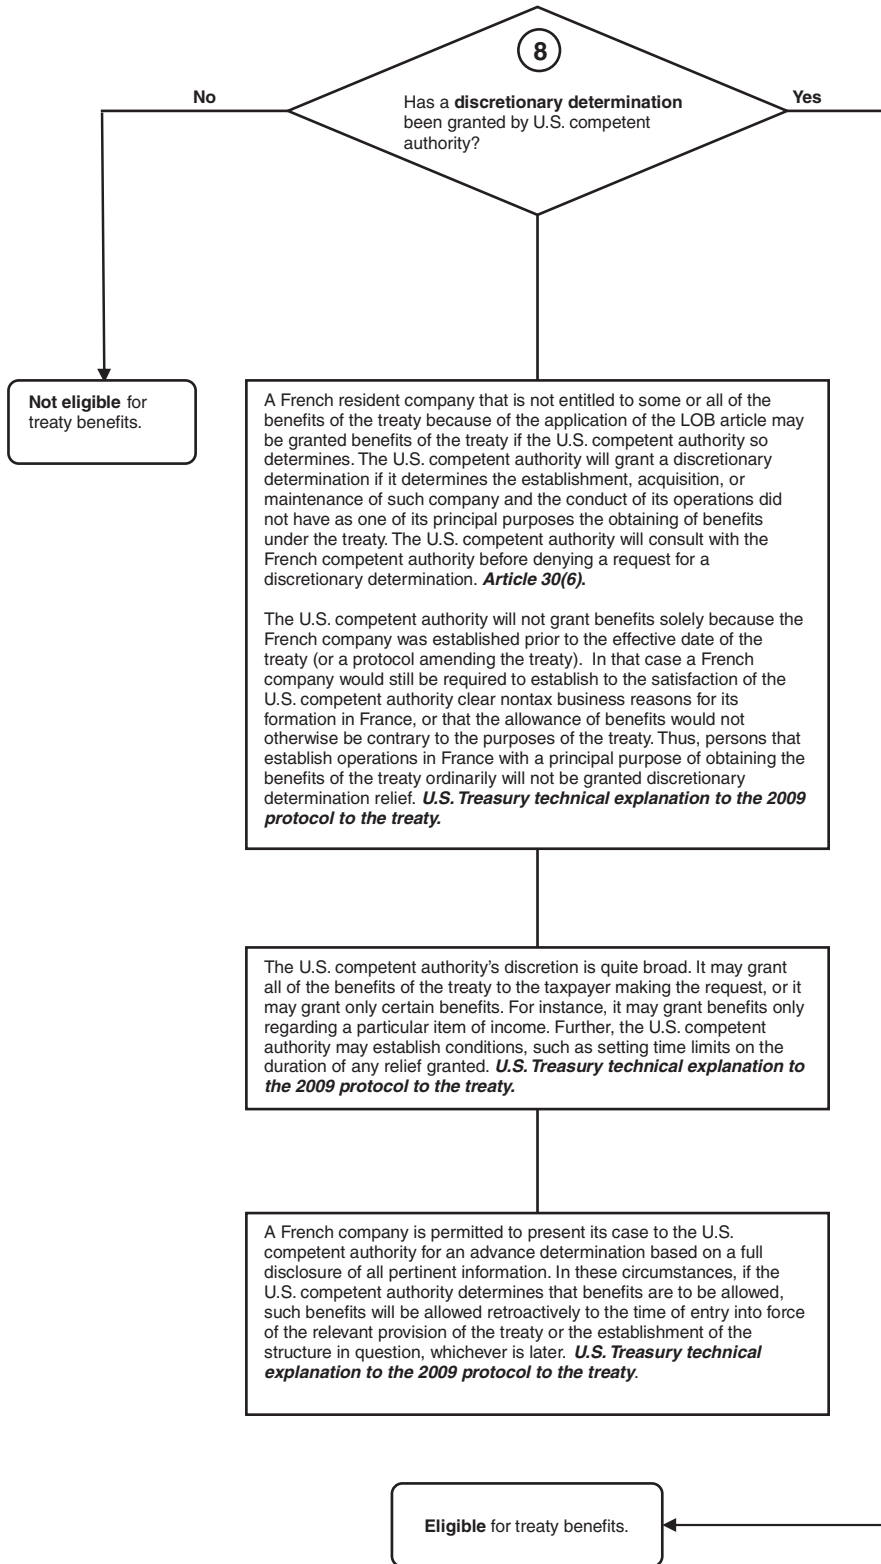 8
No
Yes
Has a discretionary determination
been granted by U.S. competent
authority?
Not eligible for
treaty benefits.
A French resident company that is not entitled to some or all of the
benefits of the treaty because of the application of the LOB article may
be granted benefits of the treaty if the U.S. competent authority so
determines. The U.S. competent authority will grant a discretionary
determination if it determines the establishment, acquisition, or
maintenance of such company and the conduct of its operations did
not have as one of its principal purposes the obtaining of benefits
under the treaty. The U.S. competent authority will consult with the
French competent authority before denying a request for a
discretionary determination. Article 30(6).
The U.S. competent authority will not grant benefits solely because the
French company was established prior to the effective date of the
treaty (or a protocol amending the treaty). In that case a French
company would still be required to establish to the satisfaction of the
U.S. competent authority clear nontax business reasons for its
formation in France, or that the allowance of benefits would not
otherwise be contrary to the purposes of the treaty. Thus, persons that
establish operations in France with a principal purpose of obtaining the
benefits of the treaty ordinarily will not be granted discretionary
determination relief. U.S. Treasury technical explanation to the 2009
protocol to the treaty.
The U.S. competent authority's discretion is quite broad. It may grant
all of the benefits of the treaty to the taxpayer making the request, or it
may grant only certain benefits. For instance, it may grant benefits only
regarding a particular item of income. Further, the U.S. competent
authority may establish conditions, such as setting time limits on the
duration of any relief granted. U.S. Treasury technical explanation to
the 2009 protocol to the treaty.
A French company is permitted to present its case to the U.S.
competent authority for an advance determination based on a full
disclosure of all pertinent information. In these circumstances, if the
U.S. competent authority determines that benefits are to be allowed,
such benefits will be allowed retroactively to the time of entry into force
of the relevant provision of the treaty or the establishment of the
structure in question, whichever is later. U.S. Treasury technical
explanation to the 2009 protocol to the treaty.
Eligible for treaty benefits.